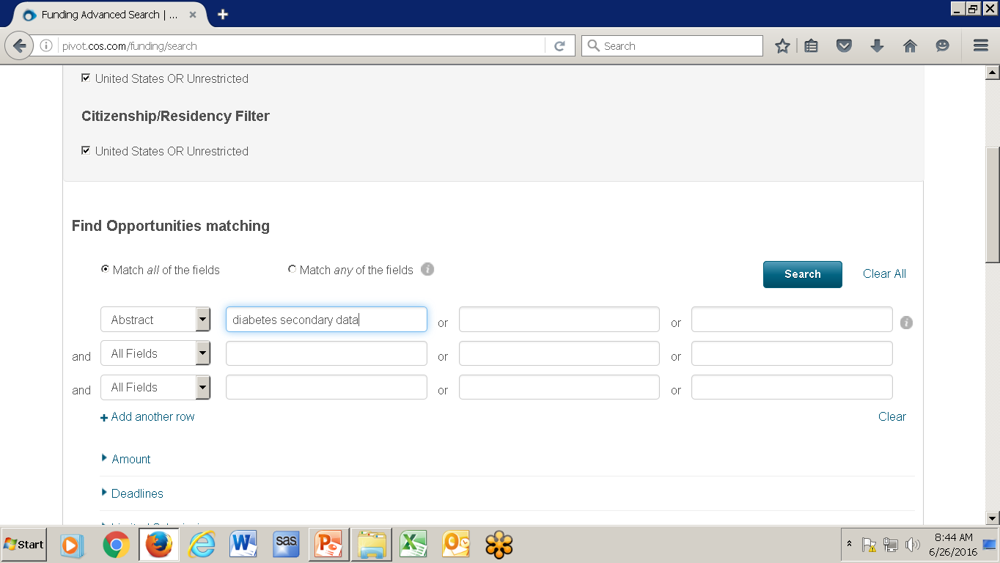 Funding Advanced Search | ...
pivot.cos.com/funding/search
Search
United States OR Unrestricted
Citizenship/Residency Filter
United States OR Unrestricted
Find Opportunities matching
Match all of the fields
Match any of the fields
Search
Clear All
Abstract
diabetes secondary data
or
or
and
All Fields
or
or
and
All Fields
or
or
Add another row
Clear
Amount
Deadlines
Start
8:44 AM
6/26/2016